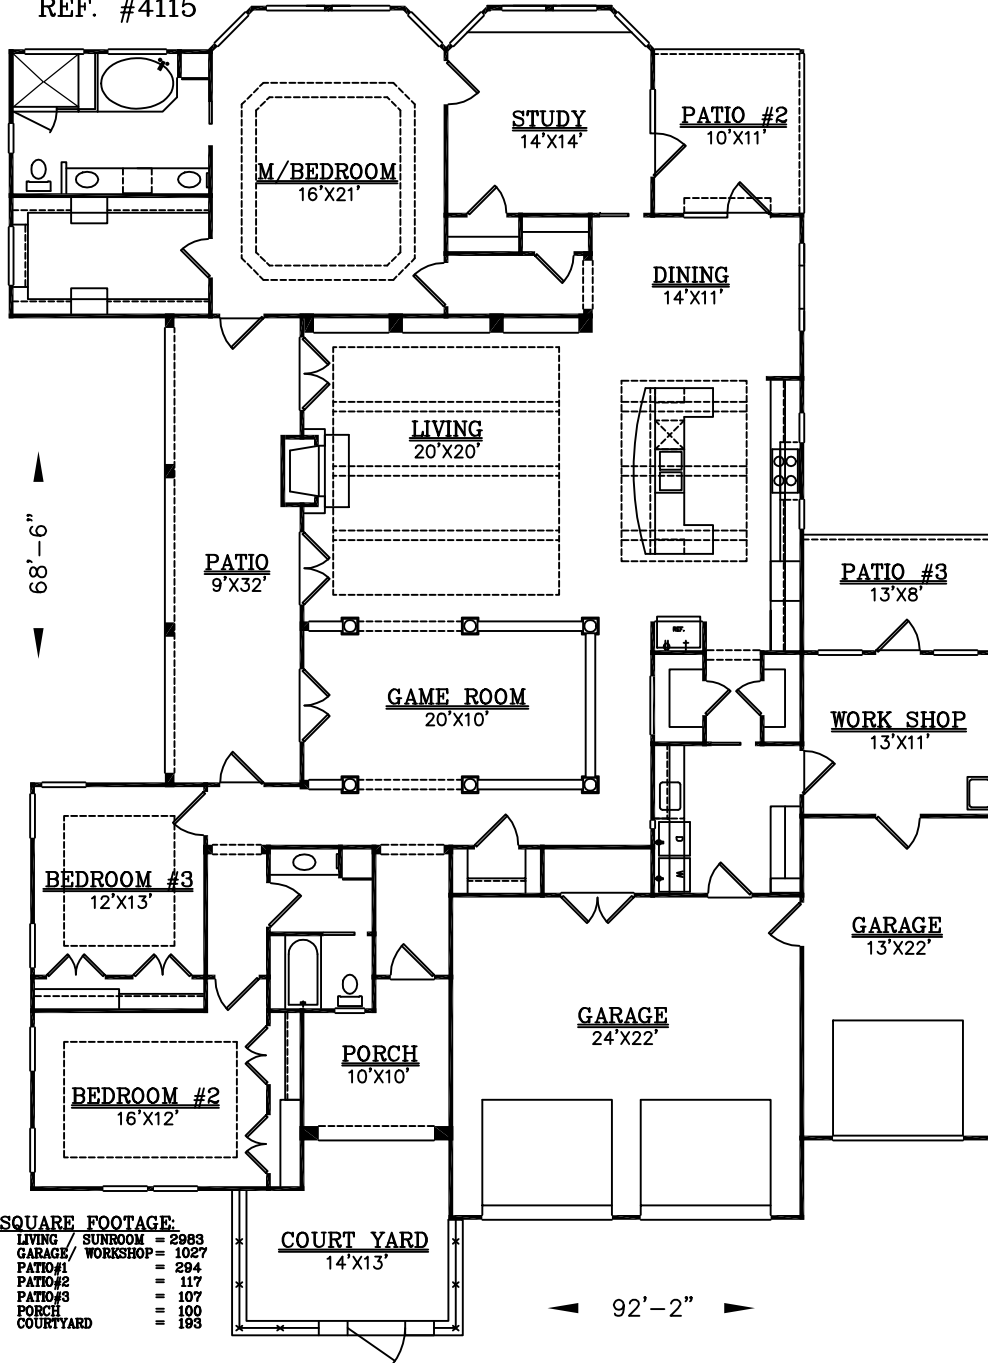 REF. #4115
STUDY
14'X14'
PATIO #2
10'X11'
M/BEDROOM
16'X21'
DINING
14'X11'
LIVING
20'X20'
68'-6"
PATIO
9'X32'
PATIO #3
13'X8'
REF.
GAME ROOM
20'X10'
WORK SHOP
13'X11'
D
W
BEDROOM #3
12'X13'
GARAGE
13'X22'
GARAGE
24'X22'
PORCH
10'X10'
BEDROOM #2
16'X12'
COURT YARD
14'X13'
92'-2"
SQUARE FOOTAGE:
LIVING / SUNROOM = 2983
GARAGE/ WORKSHOP = 1027
PATIO#1 = 294
PATIO#2 = 117
PATIO#3 = 107
PORCH = 100
COURTYARD = 193